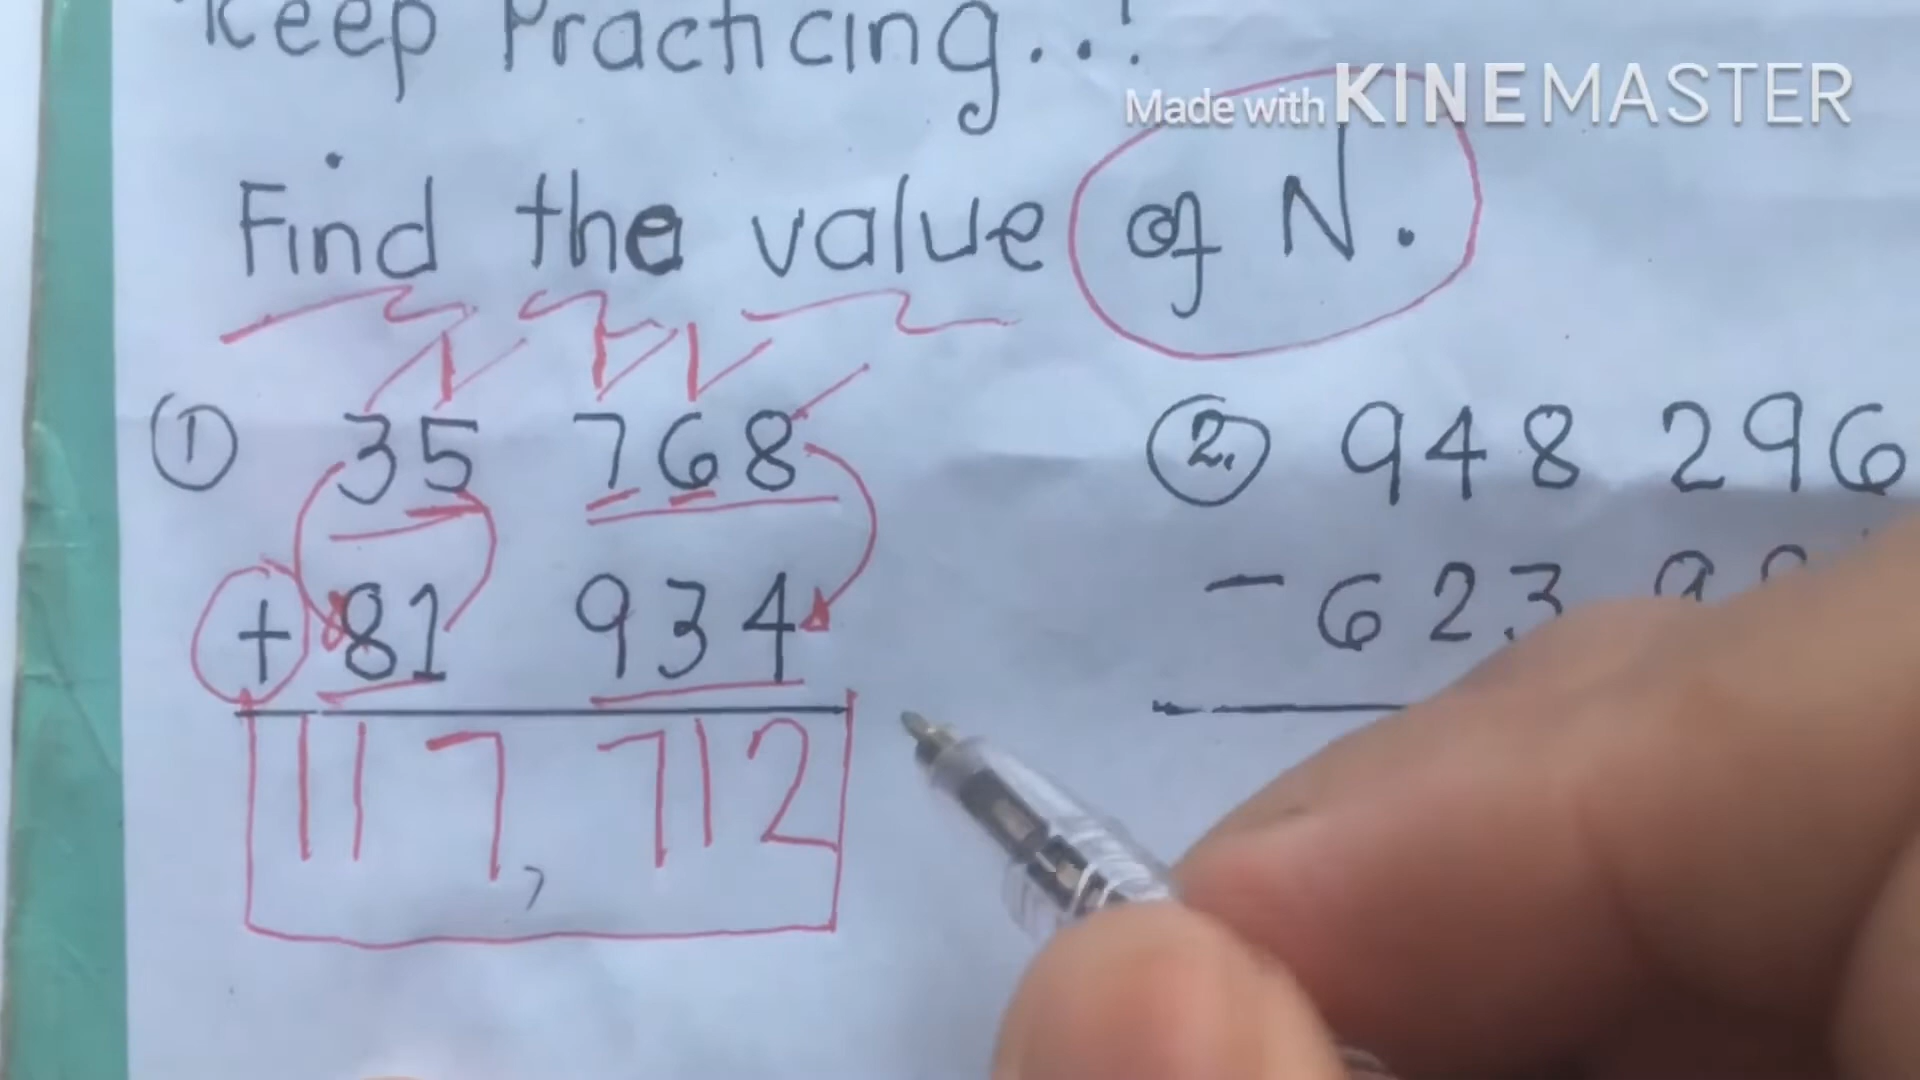 Keep Practicing..!
Made with KINEMASTER
Find the value of N.
1 35 768
+ 81 934
117, 712
2. 948 296
- 623